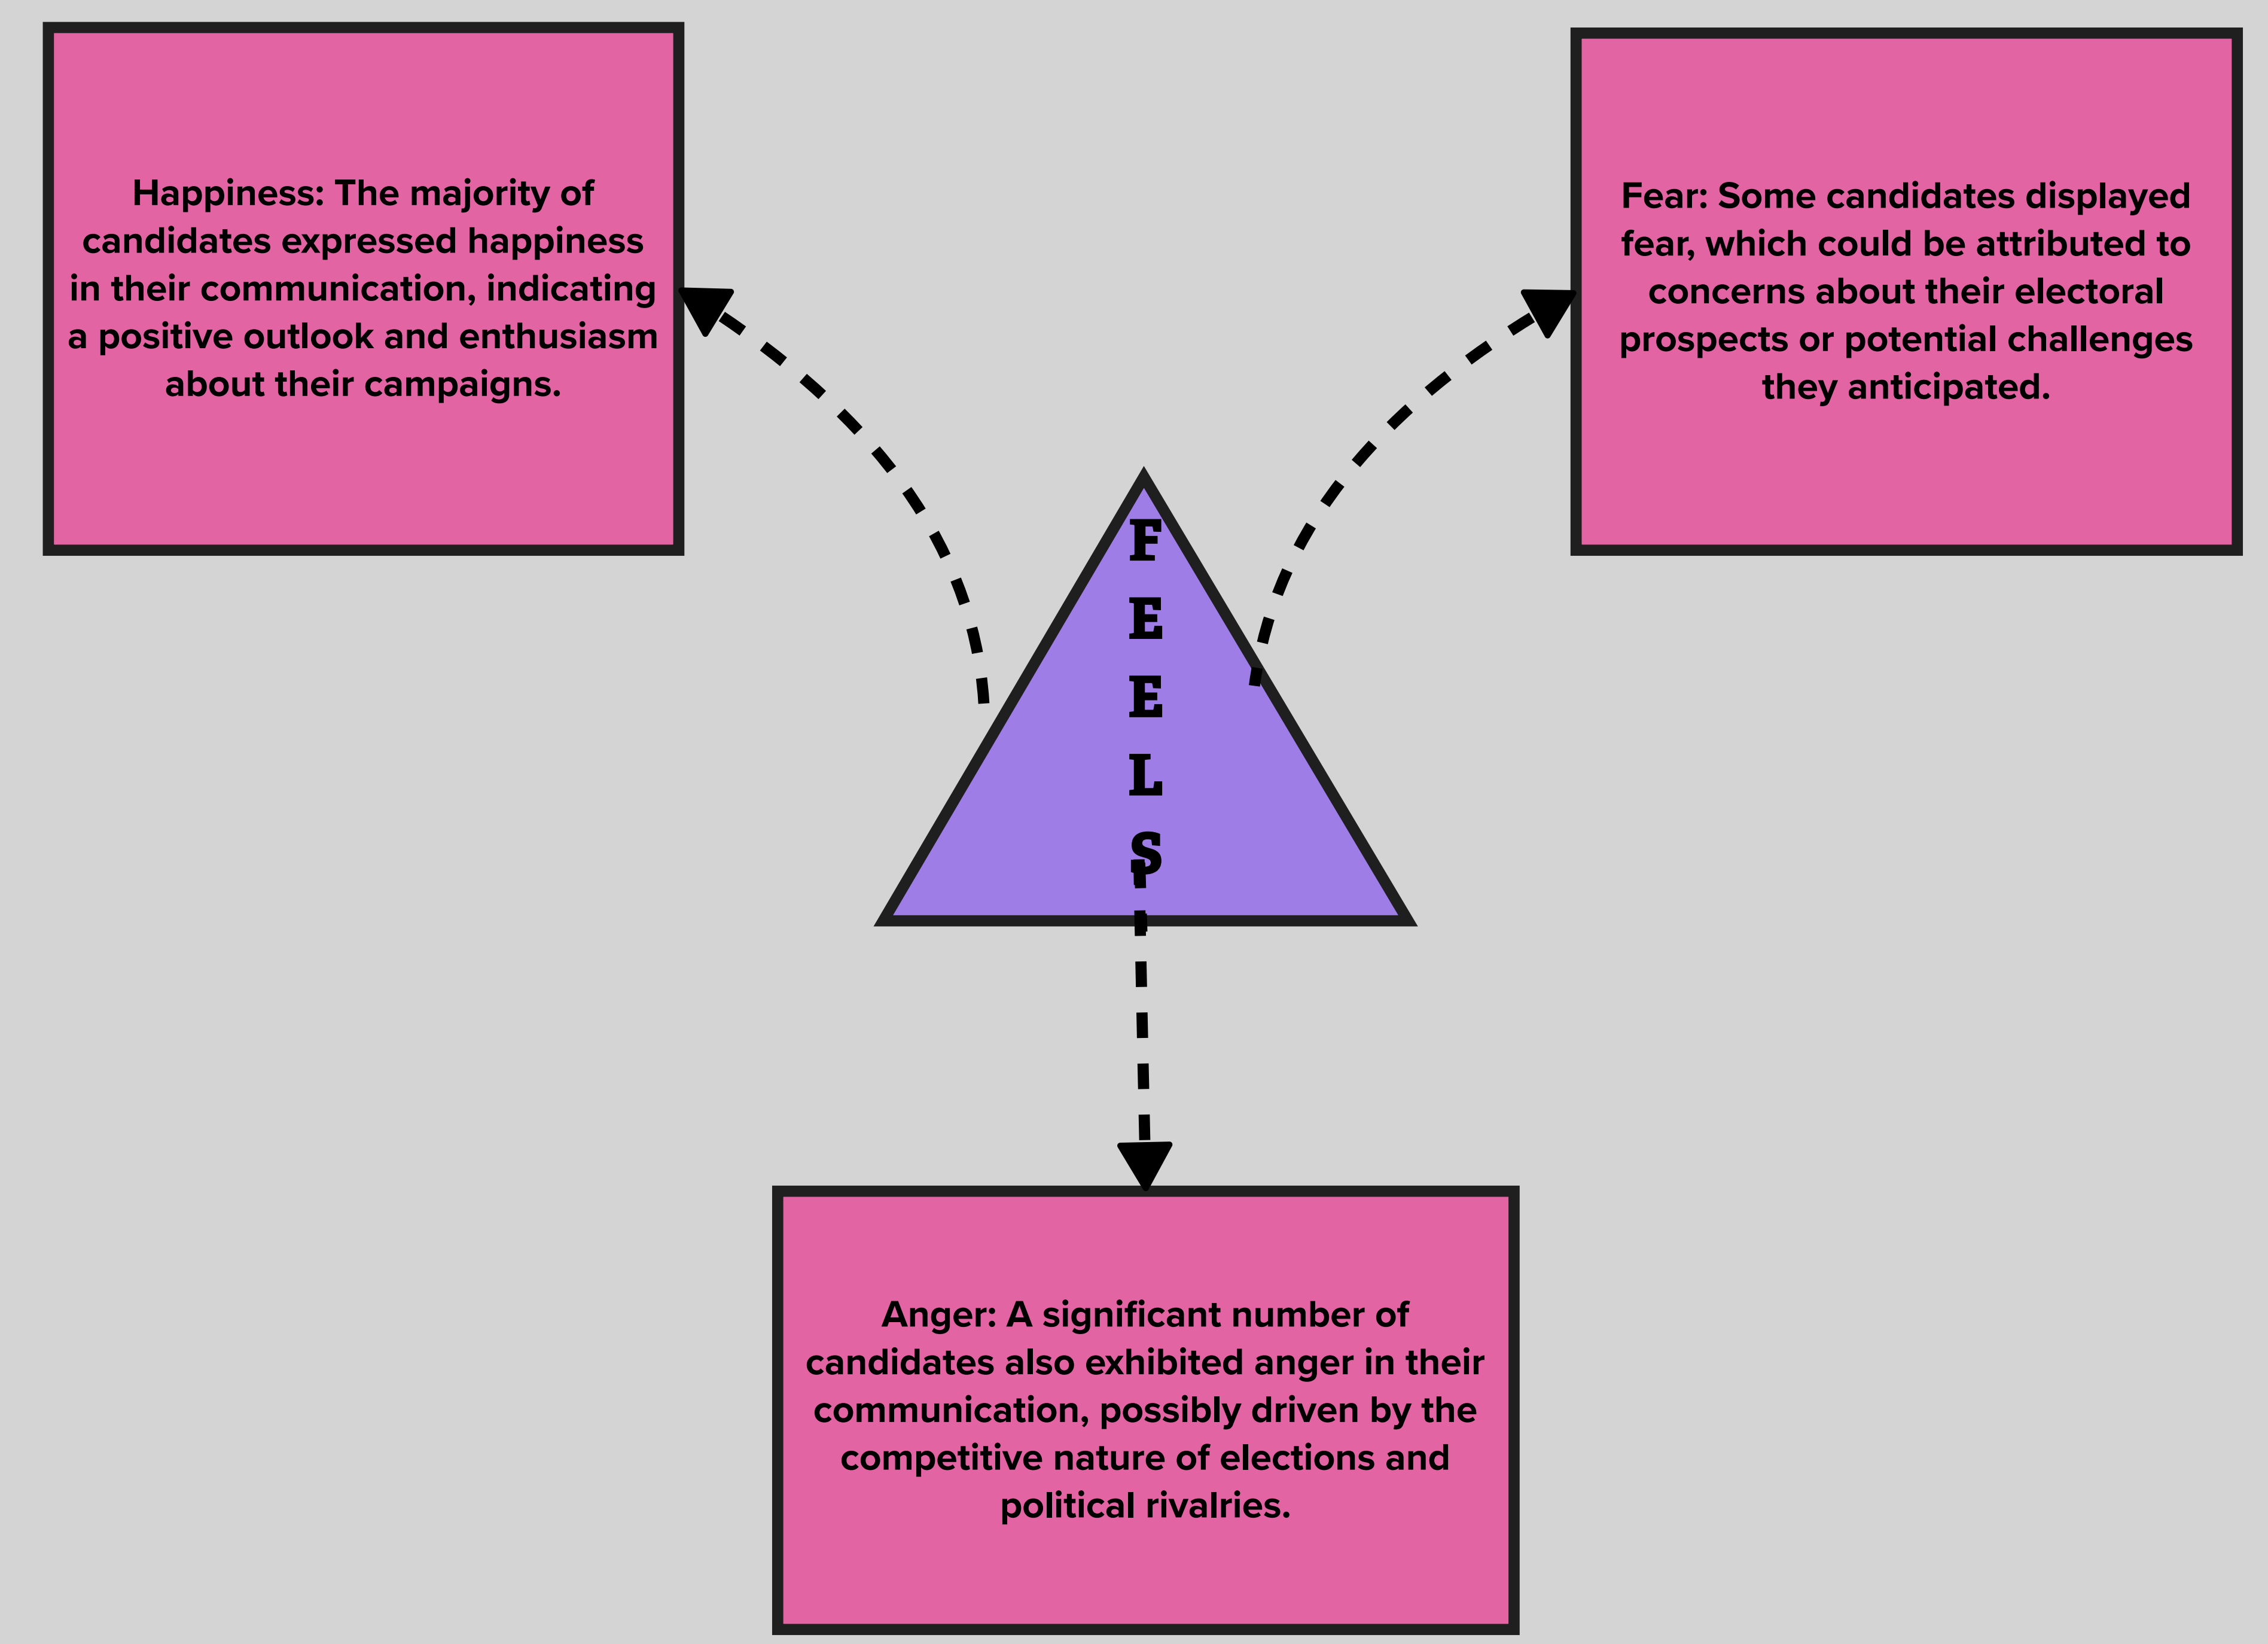 Happiness: The majority of
candidates expressed happiness
in their communication, indicating
a positive outlook and enthusiasm
about their campaigns.
Fear: Some candidates displayed
fear, which could be attributed to
concerns about their electoral
prospects or potential challenges
they anticipated.
F
E
E
L
S
Anger: A significant number of
candidates also exhibited anger in their
communication, possibly driven by the
competitive nature of elections and
political rivalries.